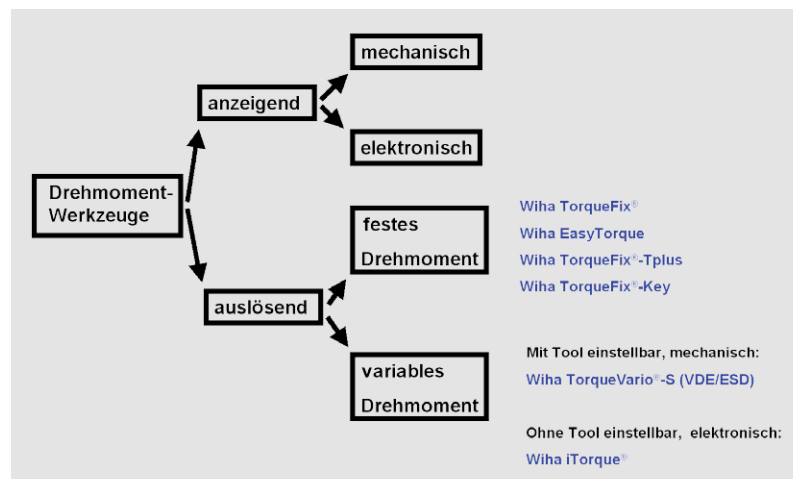 mechanisch
anzeigend
elektronisch
Drehmoment-
Werkzeuge
festes
Drehmoment
Wiha TorqueFix®
Wiha EasyTorque
Wiha TorqueFix®-Tplus
Wiha TorqueFix®-Key
auslösend
variables
Drehmoment
Mit Tool einstellbar, mechanisch:
Wiha TorqueVario®-S (VDE/ESD)
Ohne Tool einstellbar, elektronisch:
Wiha iTorque®